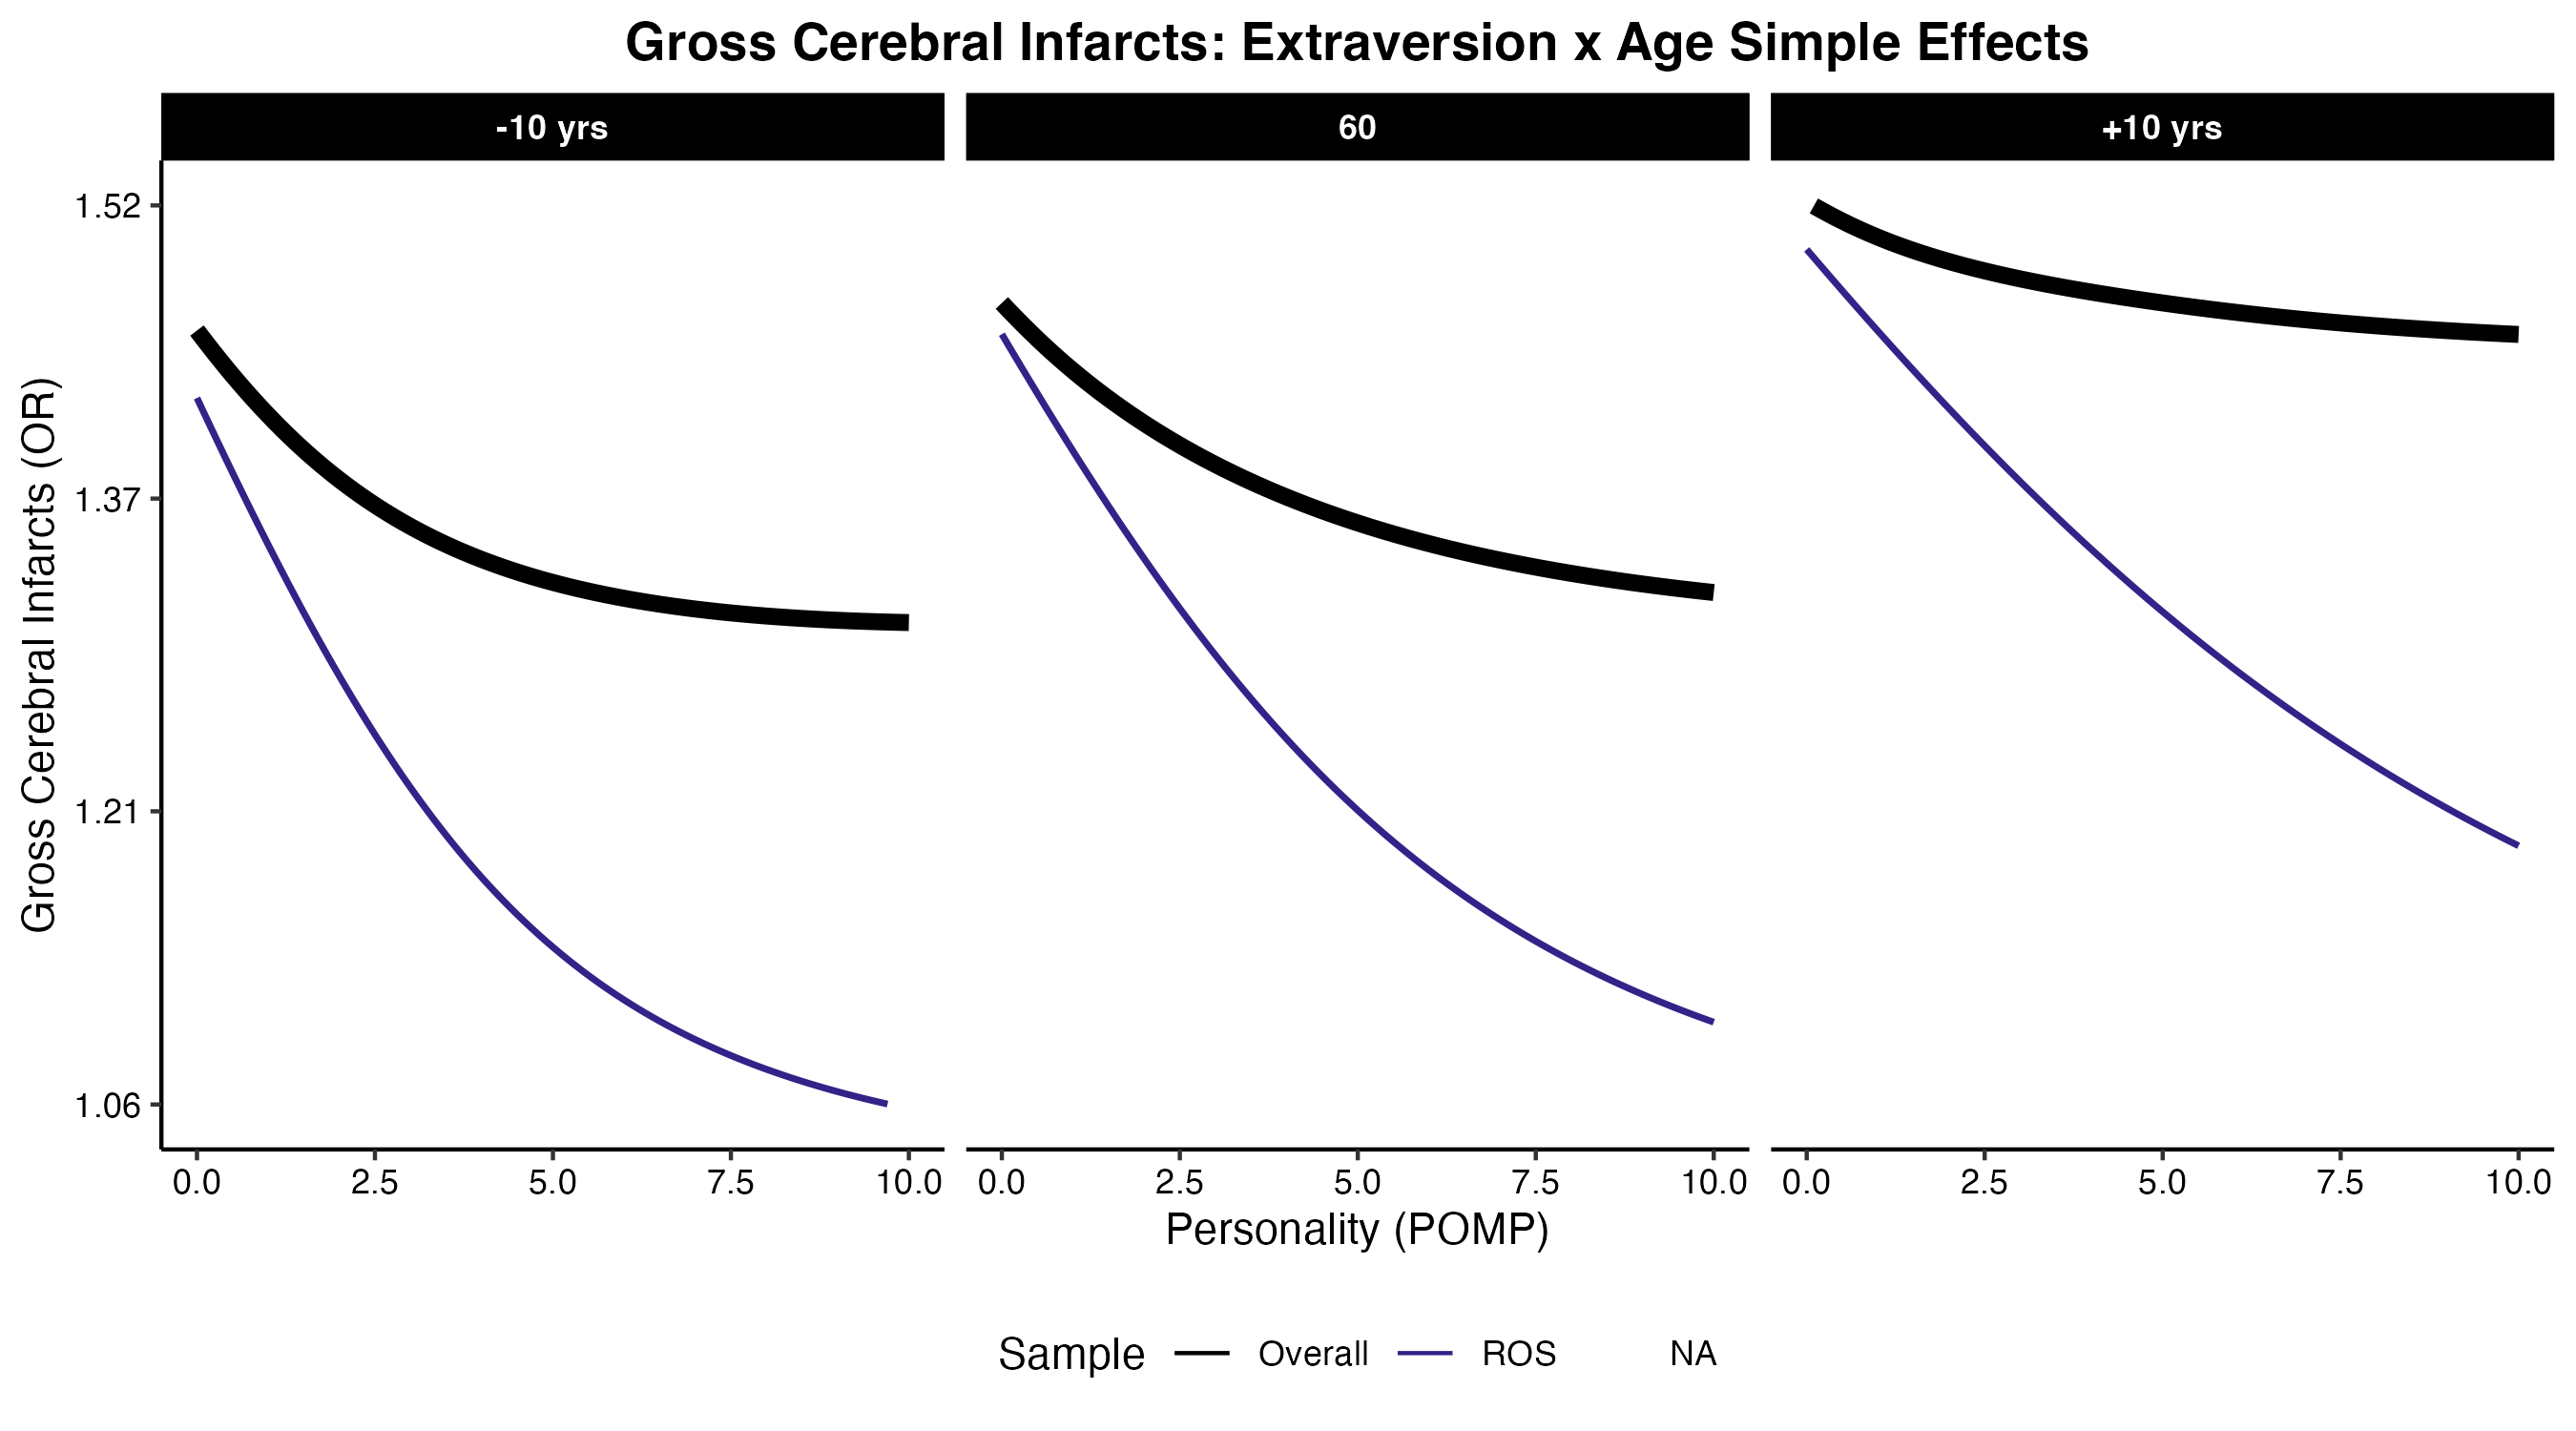 Gross Cerebral Infarcts: Extraversion x Age Simple Effects
-10 yrs
60
+10 yrs
Gross Cerebral Infarcts (OR)
1.52
1.37
1.21
1.06
0.0 2.5 5.0 7.5 10.0
0.0 2.5 5.0 7.5 10.0
0.0 2.5 5.0 7.5 10.0
Personality (POMP)
Sample Overall ROS NA